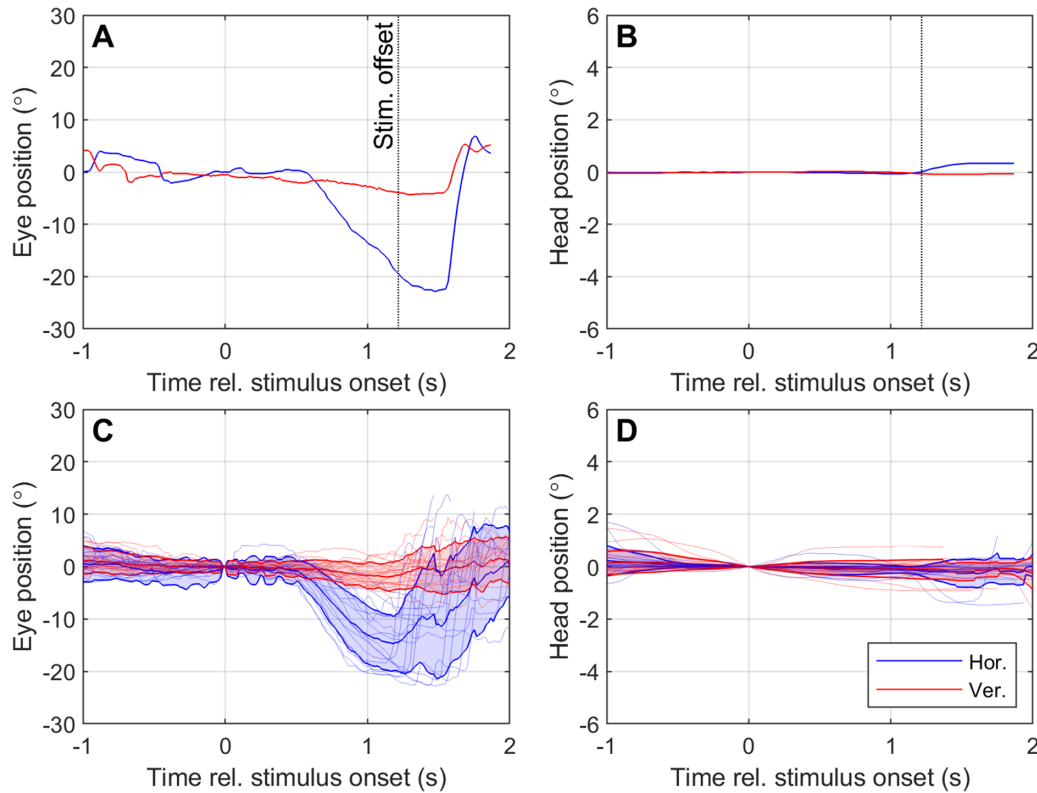 A
Stim. offset
30
20
10
0
-10
-20
-30
Eye position (°)
-1
0
1
2
Time rel. stimulus onset (s)
B
6
4
2
0
-2
-4
-6
Head position (°)
-1
0
1
2
Time rel. stimulus onset (s)
C
30
20
10
0
-10
-20
-30
Eye position (°)
-1
0
1
2
Time rel. stimulus onset (s)
D
6
4
2
0
-2
-4
-6
Head position (°)
Hor.
Ver.
-1
0
1
2
Time rel. stimulus onset (s)